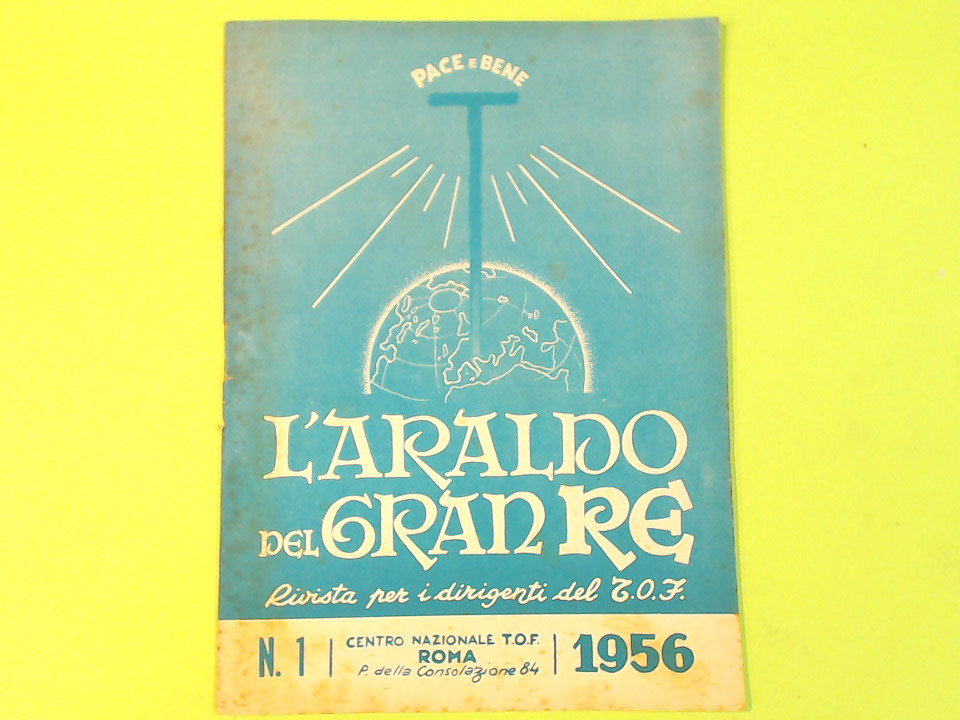 PACE E BENE
L'ARALDO
DEL GRAN RE
Rivista per i dirigenti del T.O.F.
N. 1
CENTRO NAZIONALE T.O.F.
ROMA
P. della Consolazione 84
1956